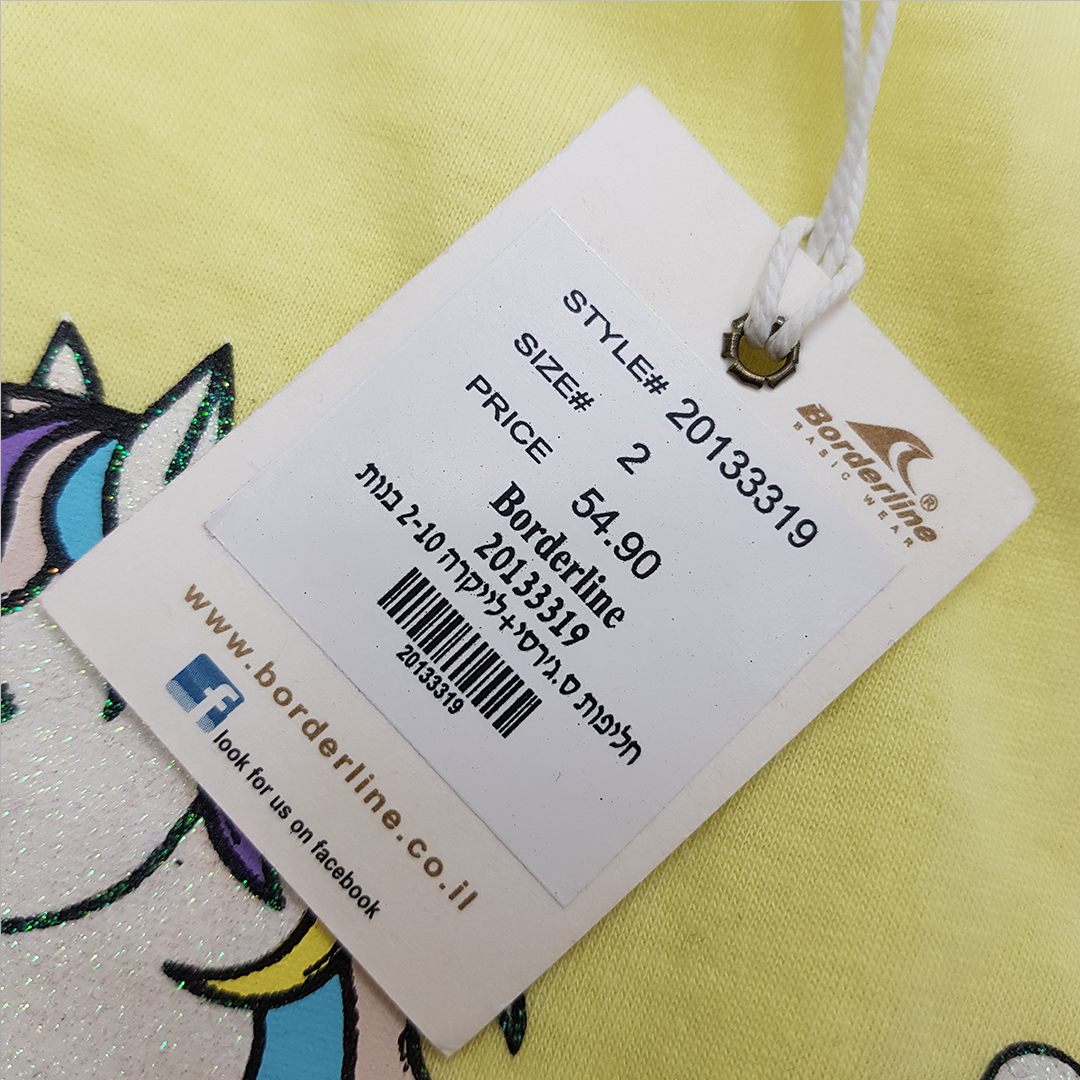 Borderline®
BASIC WEAR
STYLE# 20133319
SIZE# 2
PRICE 54.90
Borderline
20133319
חליפות ס.גירסי+לייקרה 2-10 בנות
20133319
www.borderline.co.il
f
look for us on facebook